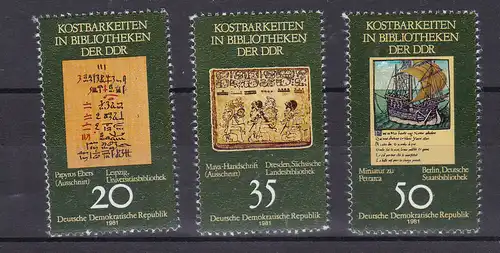 KOSTBARKEITEN
IN BIBLIOTHEKEN
DER DDR
Papyros Ebers
(Ausschnitt)
Leipzig,
Universitätsbibliothek
20
Deutsche Demokratische Republik
1981
KOSTBARKEITEN
IN BIBLIOTHEKEN
DER DDR
Maya-Handschrift
(Ausschnitt)
Dresden, Sächsische
Landesbibliothek
35
Deutsche Demokratische Republik
1981
KOSTBARKEITEN
IN BIBLIOTHEKEN
DER DDR
Miniatur zu
Petrarca
Berlin, Deutsche
Staatsbibliothek
50
Deutsche Demokratische Republik
1981